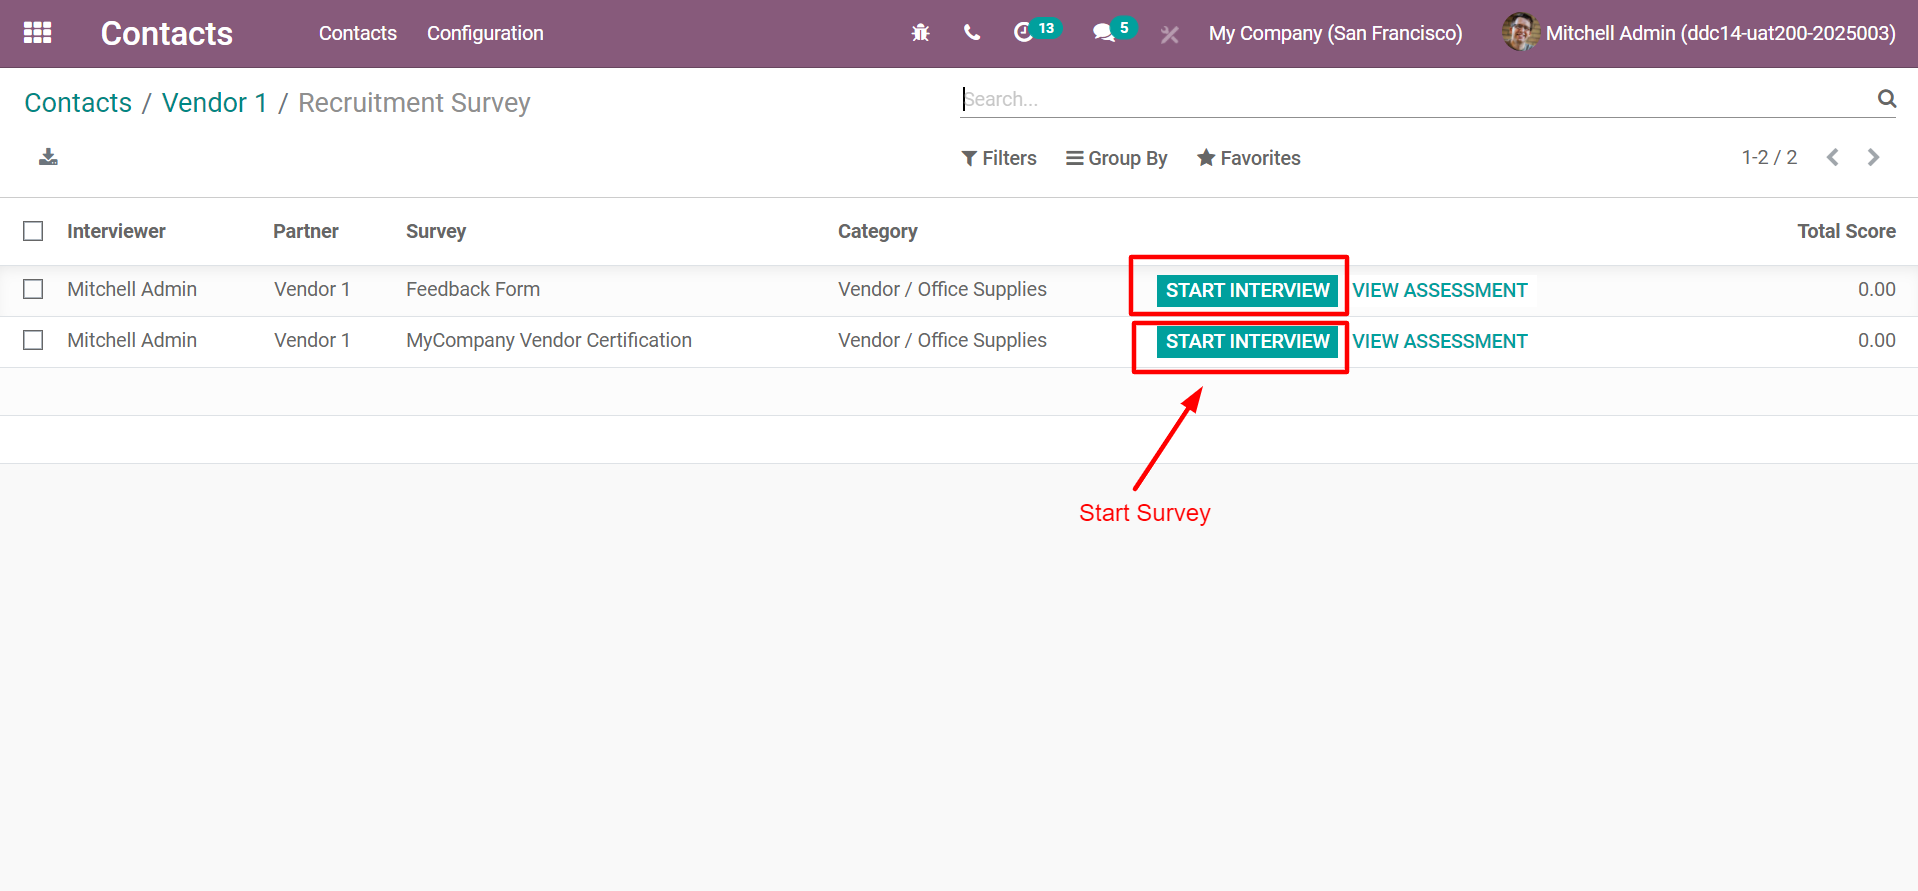 Contacts Contacts Configuration 13 5 My Company (San Francisco) Mitchell Admin (ddc14-uat200-2025003)
Contacts / Vendor 1 / Recruitment Survey Search...
Filters Group By Favorites 1-2 / 2
Interviewer Partner Survey Category Total Score
Mitchell Admin Vendor 1 Feedback Form Vendor / Office Supplies START INTERVIEW VIEW ASSESSMENT 0.00
Mitchell Admin Vendor 1 MyCompany Vendor Certification Vendor / Office Supplies START INTERVIEW VIEW ASSESSMENT 0.00
Start Survey